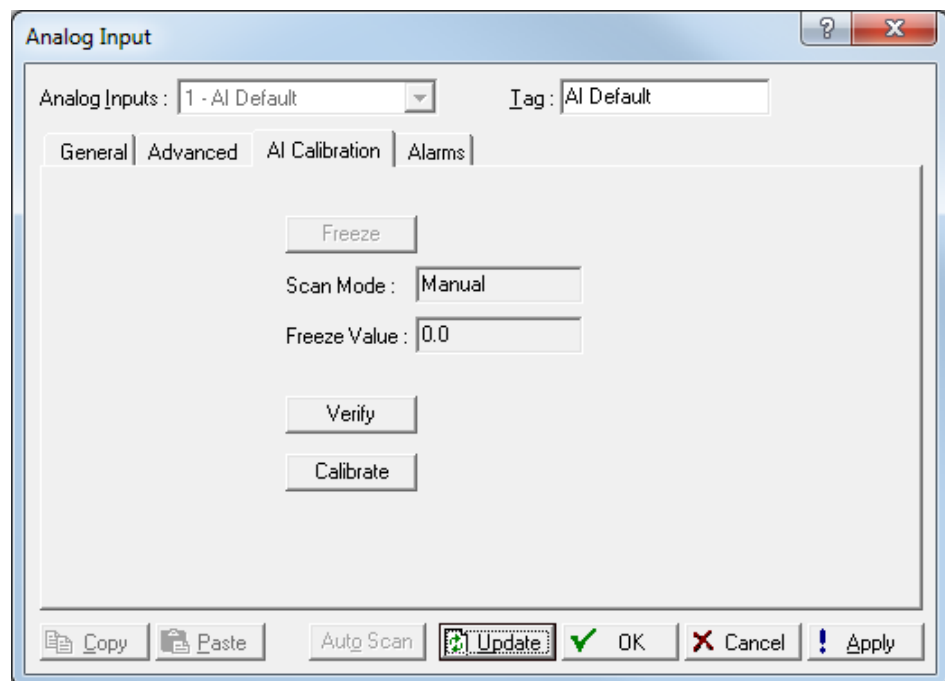 Analog Input
Analog Inputs : 1 - AI Default Tag : AI Default
General Advanced AI Calibration Alarms
Freeze
Scan Mode : Manual
Freeze Value : 0.0
Verify
Calibrate
Copy Paste Auto Scan Update OK Cancel Apply